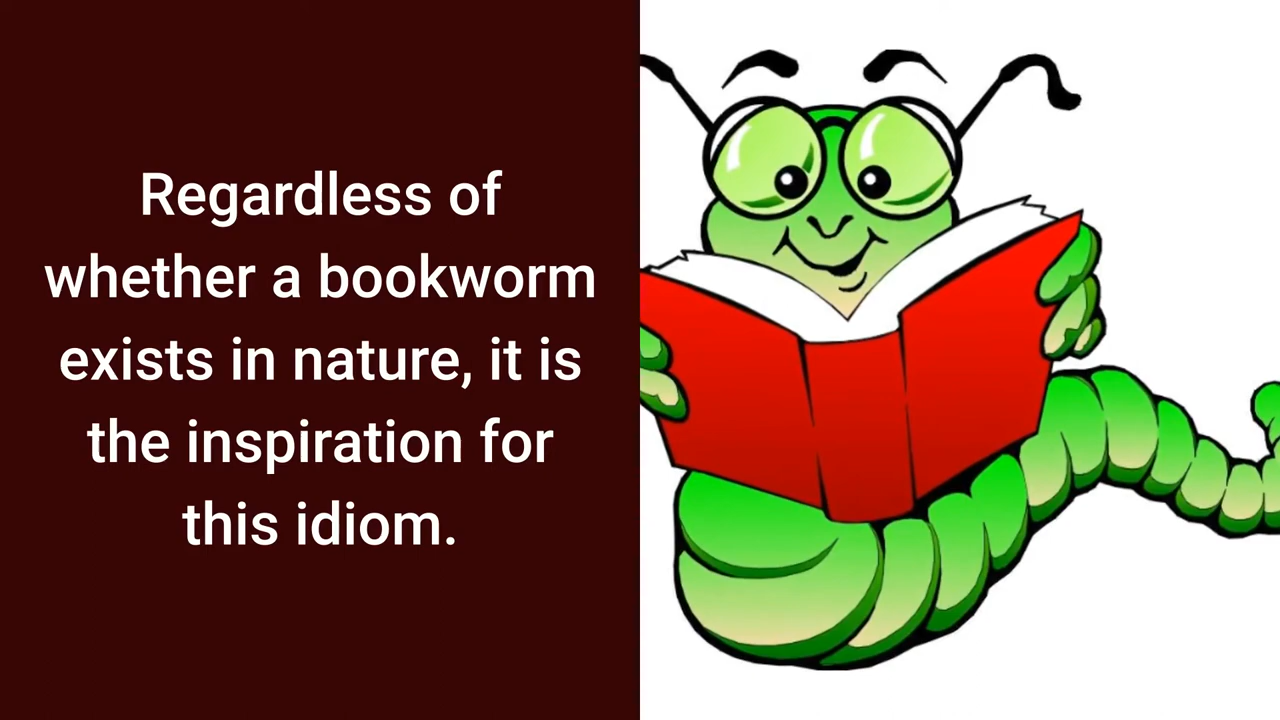 Regardless of
whether a bookworm
exists in nature, it is
the inspiration for
this idiom.